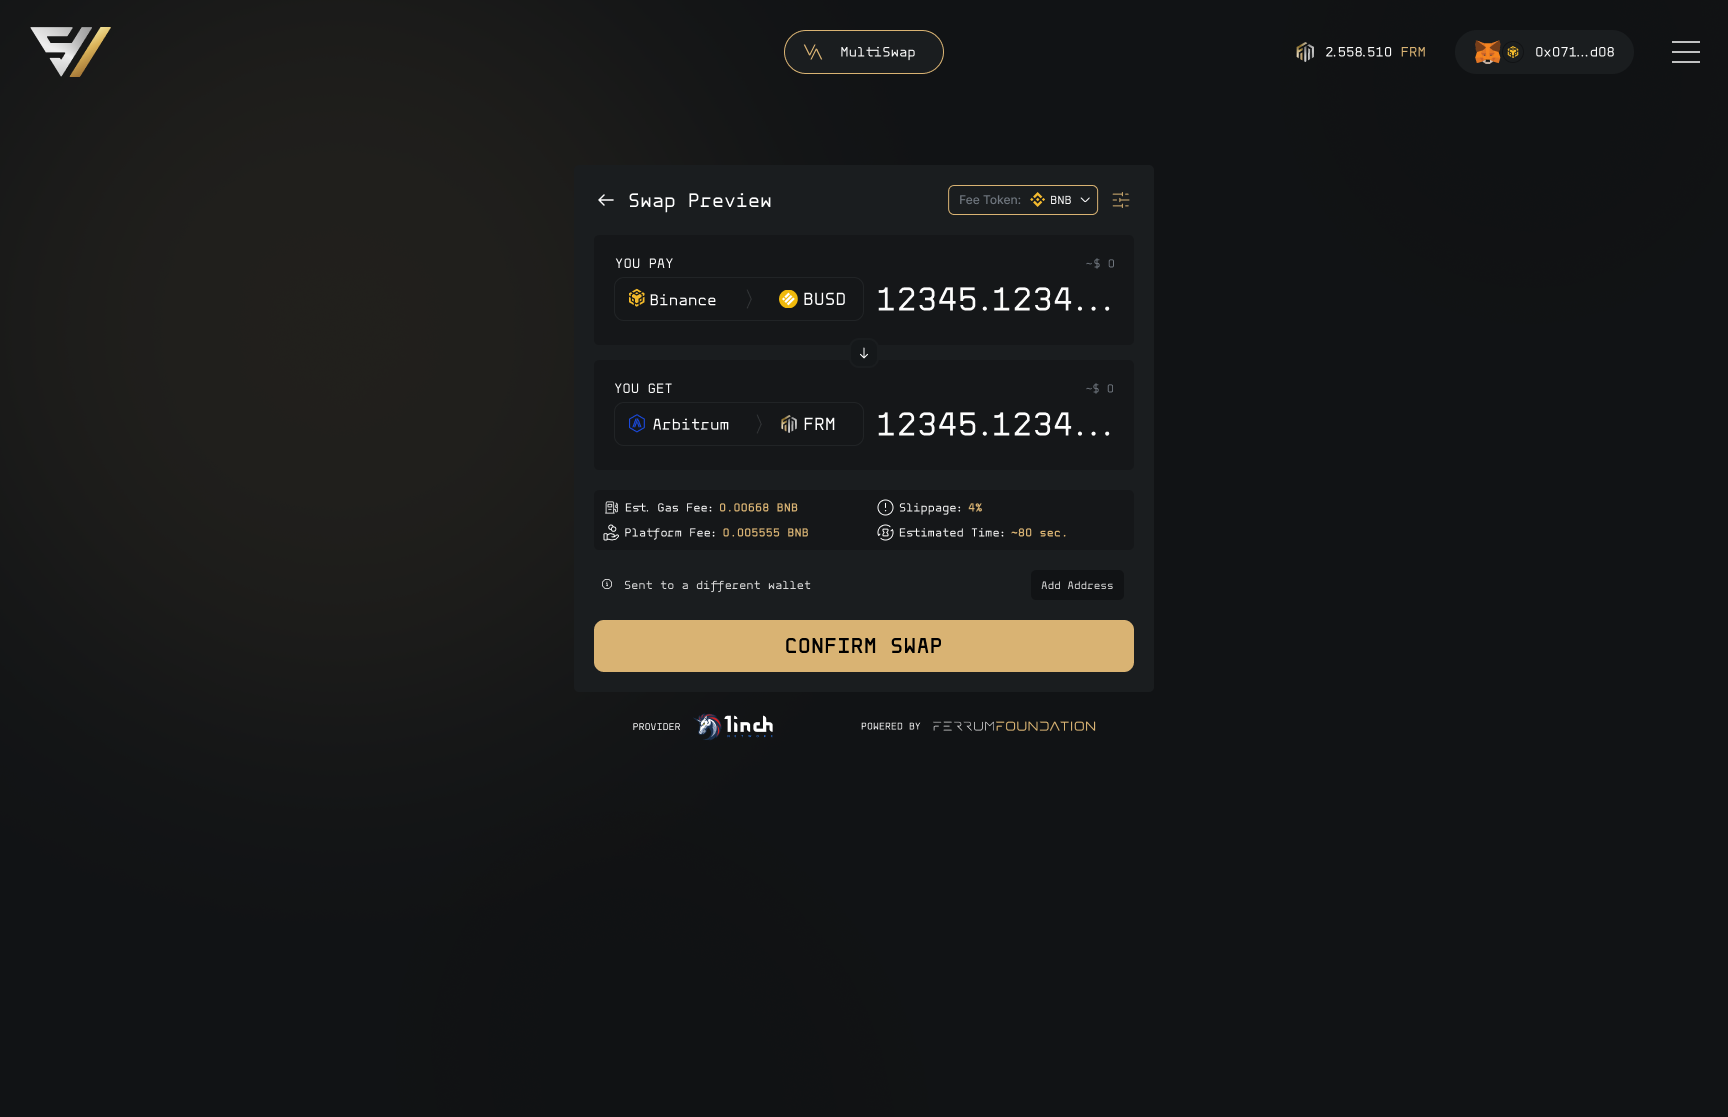 MultiSwap
2.558.510 FRM
0x071...d08
Swap Preview
Fee Token: BNB
YOU PAY
~$ 0
Binance
BUSD
12345.1234...
YOU GET
~$ 0
Arbitrum
FRM
12345.1234...
Est. Gas Fee: 0.00668 BNB
Slippage: 4%
Platform Fee: 0.005555 BNB
Estimated Time: ~80 sec.
Sent to a different wallet
Add Address
CONFIRM SWAP
PROVIDER
1inch
NETWORK
POWERED BY
FERRUMFOUNDATION